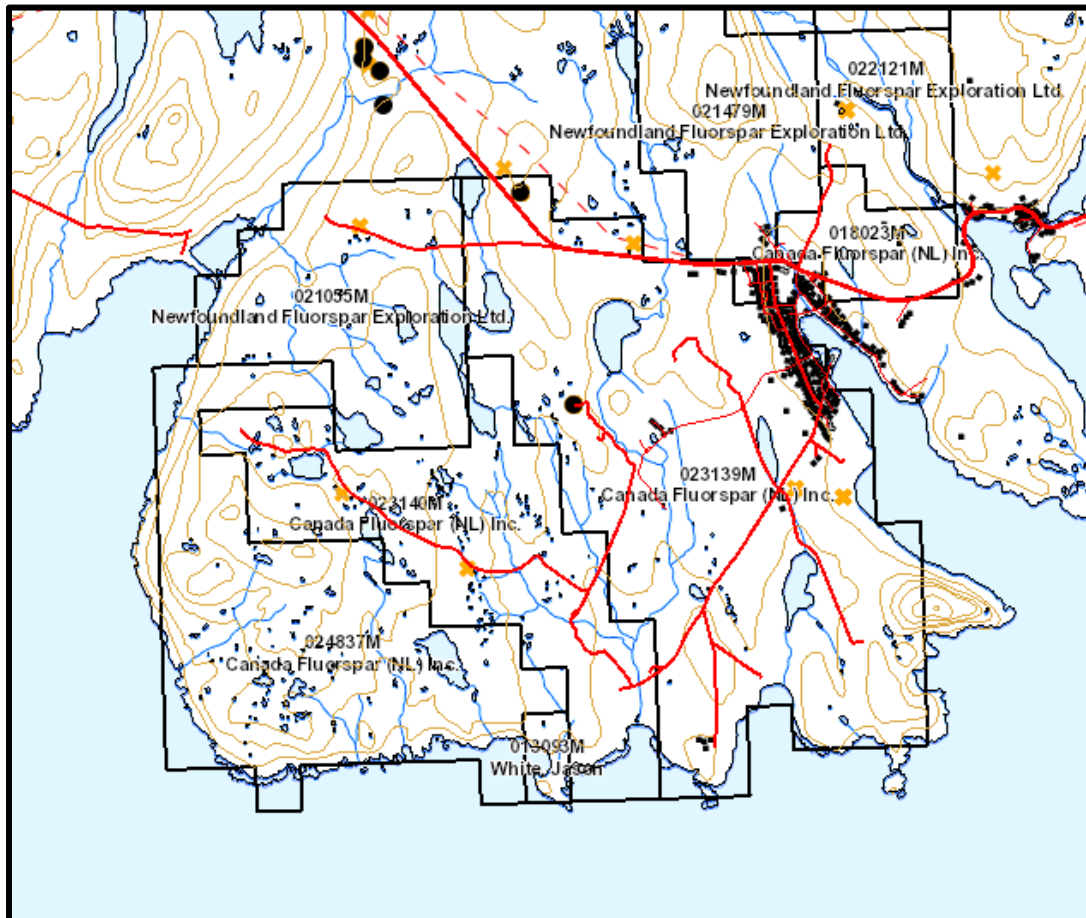 022121M
Newfoundland Fluorspar Exploration Ltd.
021479M
Newfoundland Fluorspar Exploration Ltd.
018023M
Canada Fluorspar (NL) Inc.
021055M
Newfoundland Fluorspar Exploration Ltd.
023139M
Canada Fluorspar (NL) Inc.
023140M
Canada Fluorspar (NL) Inc.
024837M
Canada Fluorspar (NL) Inc.
013093M
White, Jason